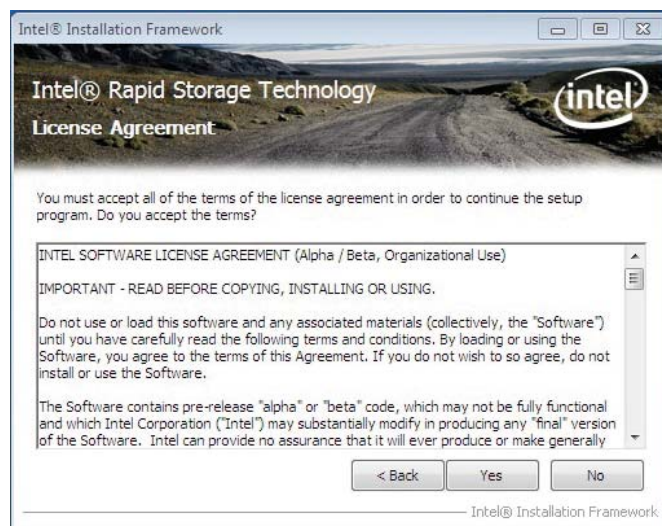 Intel® Installation Framework
Intel® Rapid Storage Technology
intel
License Agreement
You must accept all of the terms of the license agreement in order to continue the setup
program. Do you accept the terms?
INTEL SOFTWARE LICENSE AGREEMENT (Alpha / Beta, Organizational Use)
IMPORTANT - READ BEFORE COPYING, INSTALLING OR USING.
Do not use or load this software and any associated materials (collectively, the "Software")
until you have carefully read the following terms and conditions. By loading or using the
Software, you agree to the terms of this Agreement. If you do not wish to so agree, do not
install or use the Software.
The Software contains pre-release "alpha" or "beta" code, which may not be fully functional
and which Intel Corporation ("Intel") may substantially modify in producing any "final" version
of the Software. Intel can provide no assurance that it will ever produce or make generally
< Back Yes No
Intel® Installation Framework